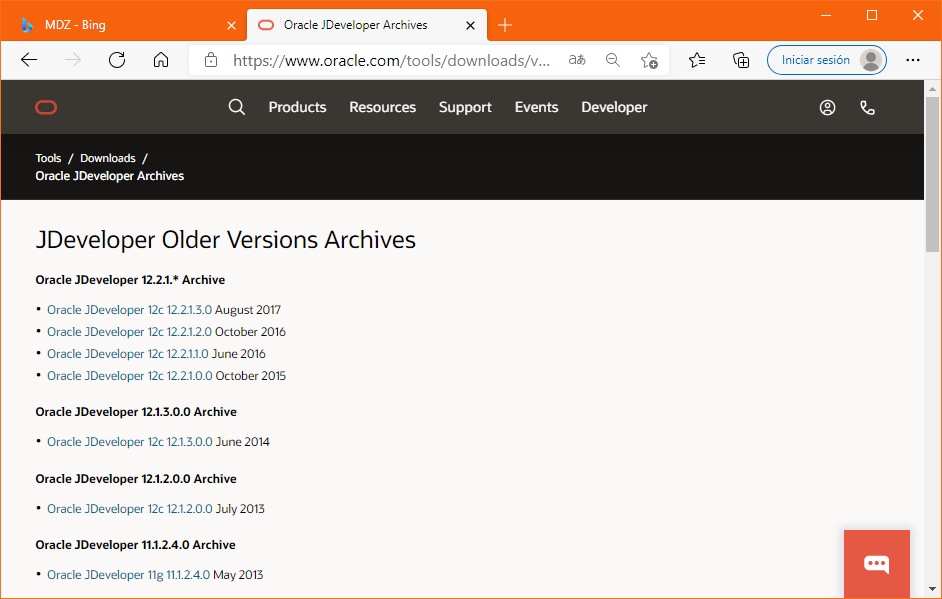 MDZ - Bing
Oracle JDeveloper Archives
https://www.oracle.com/tools/downloads/v...
aあ
Iniciar sesión
Products Resources Support Events Developer
Tools / Downloads /
Oracle JDeveloper Archives
JDeveloper Older Versions Archives
Oracle JDeveloper 12.2.1.* Archive
• Oracle JDeveloper 12c 12.2.1.3.0 August 2017
• Oracle JDeveloper 12c 12.2.1.2.0 October 2016
• Oracle JDeveloper 12c 12.2.1.1.0 June 2016
• Oracle JDeveloper 12c 12.2.1.0.0 October 2015
Oracle JDeveloper 12.1.3.0.0 Archive
• Oracle JDeveloper 12c 12.1.3.0.0 June 2014
Oracle JDeveloper 12.1.2.0.0 Archive
• Oracle JDeveloper 12c 12.1.2.0.0 July 2013
Oracle JDeveloper 11.1.2.4.0 Archive
• Oracle JDeveloper 11g 11.1.2.4.0 May 2013